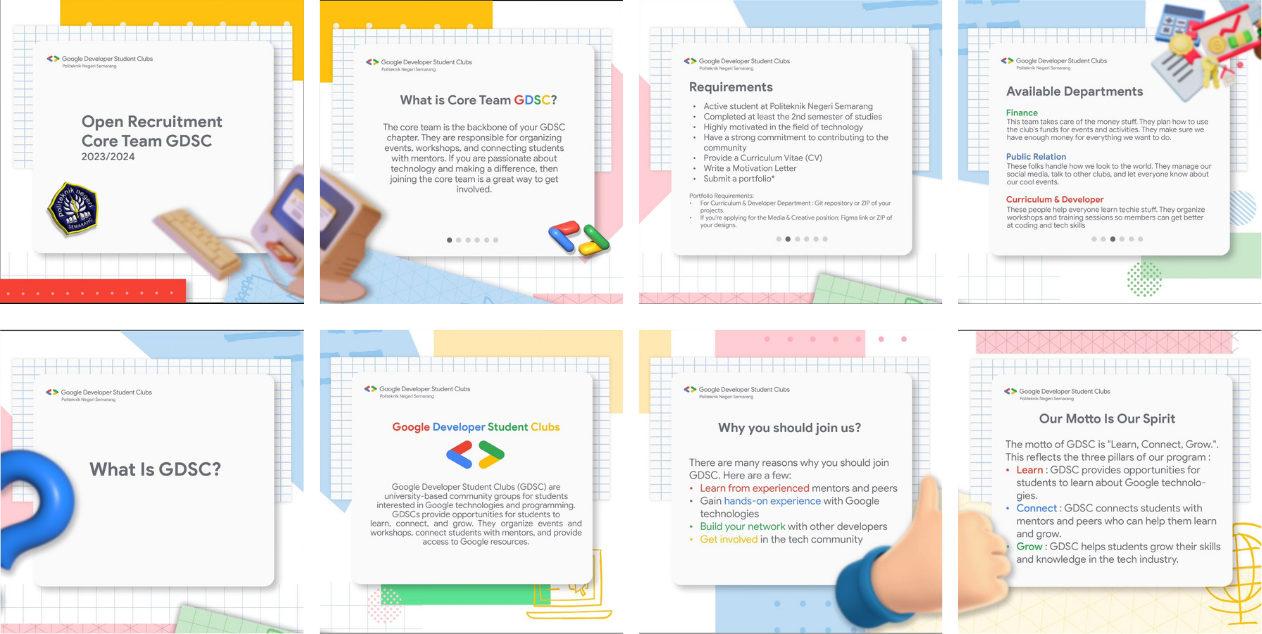 Google Developer Student Clubs
Politeknik Negeri Semarang
Open Recruitment
Core Team GDSC
2023/2024
Politeknik negeri
SEMARANG
Google Developer Student Clubs
Politeknik Negeri Semarang
What is Core Team GDSC?
The core team is the backbone of your GDSC
chapter. They are responsible for organizing
events, workshops, and connecting students
with mentors. If you are passionate about
technology and making a difference, then
joining the core team is a great way to get
involved.
Google Developer Student Clubs
Politeknik Negeri Semarang
Requirements
• Active student at Politeknik Negeri Semarang
• Completed at least the 2nd semester of studies
• Highly motivated in the field of technology
• Have a strong commitment to contributing to the
community
• Provide a Curriculum Vitae (CV)
• Write a Motivation Letter
• Submit a portfolio*
Portfolio Requirements:
• For Curriculum & Developer Department : Git repository or ZIP of your
projects.
• If you're applying for the Media & Creative position: Figma link or ZIP of
your designs.
Google Developer Student Clubs
Politeknik Negeri Semarang
Available Departments
Finance
This team takes care of the money stuff. They plan how to use
the club's funds for events and activities. They make sure we
have enough money for everything we want to do.
Public Relation
These folks handle how we look to the world. They manage our
social media, talk to other clubs, and let everyone know about
our cool events.
Curriculum & Developer
These people help everyone learn techie stuff. They organize
workshops and training sessions so members can get better
at coding and tech skills
Google Developer Student Clubs
Politeknik Negeri Semarang
What Is GDSC?
Google Developer Student Clubs
Politeknik Negeri Semarang
Google Developer Student Clubs
Google Developer Student Clubs (GDSC) are
university-based community groups for students
interested in Google technologies and programming.
GDSCs provide opportunities for students to
learn, connect, and grow. They organize events and
workshops, connect students with mentors, and provide
access to Google resources.
Google Developer Student Clubs
Politeknik Negeri Semarang
Why you should join us?
There are many reasons why you should join
GDSC. Here are a few:
• Learn from experienced mentors and peers
• Gain hands-on experience with Google
technologies
• Build your network with other developers
• Get involved in the tech community
Google Developer Student Clubs
Politeknik Negeri Semarang
Our Motto Is Our Spirit
The motto of GDSC is "Learn, Connect, Grow.".
This reflects the three pillars of our program :
• Learn : GDSC provides opportunities for
students to learn about Google technolo-
gies.
• Connect : GDSC connects students with
mentors and peers who can help them learn
and grow.
• Grow : GDSC helps students grow their skills
and knowledge in the tech industry.